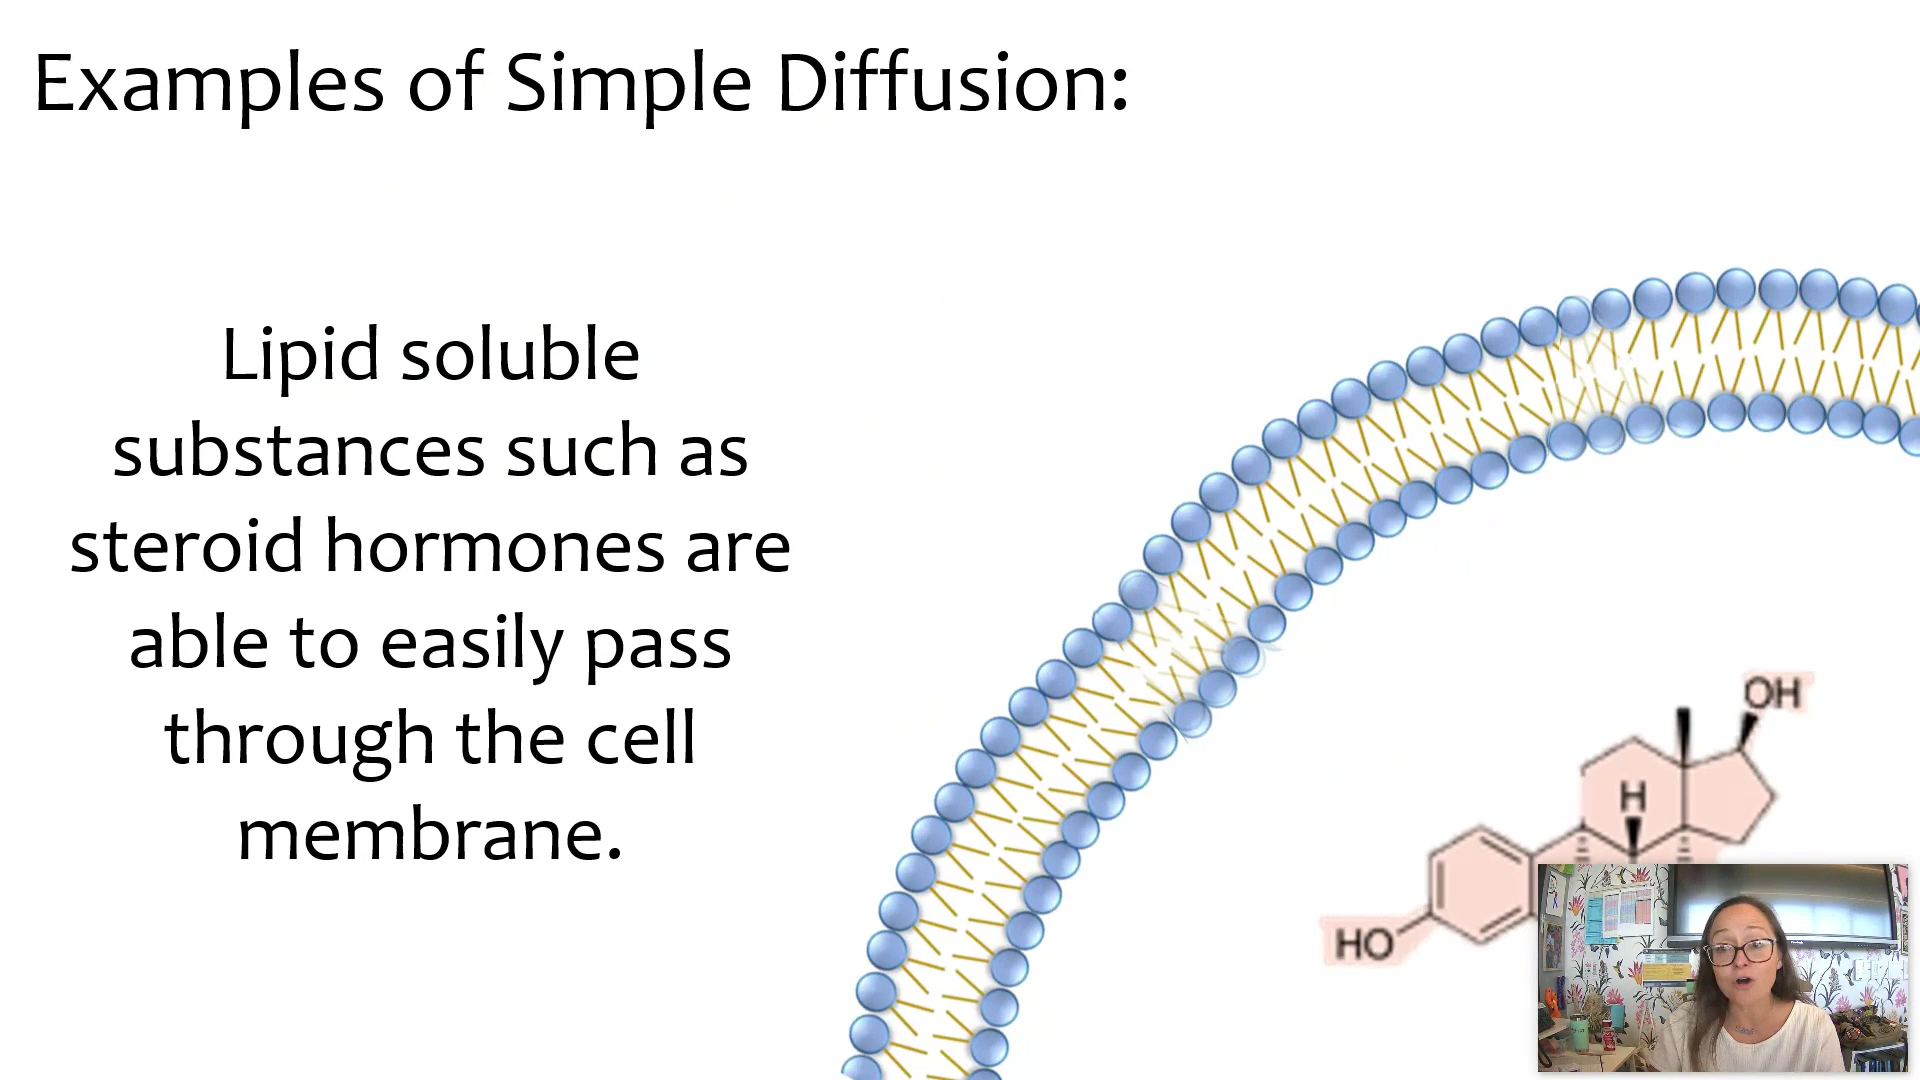 Examples of Simple Diffusion:
Lipid soluble
substances such as
steroid hormones are
able to easily pass
through the cell
membrane.
OH
H
HO